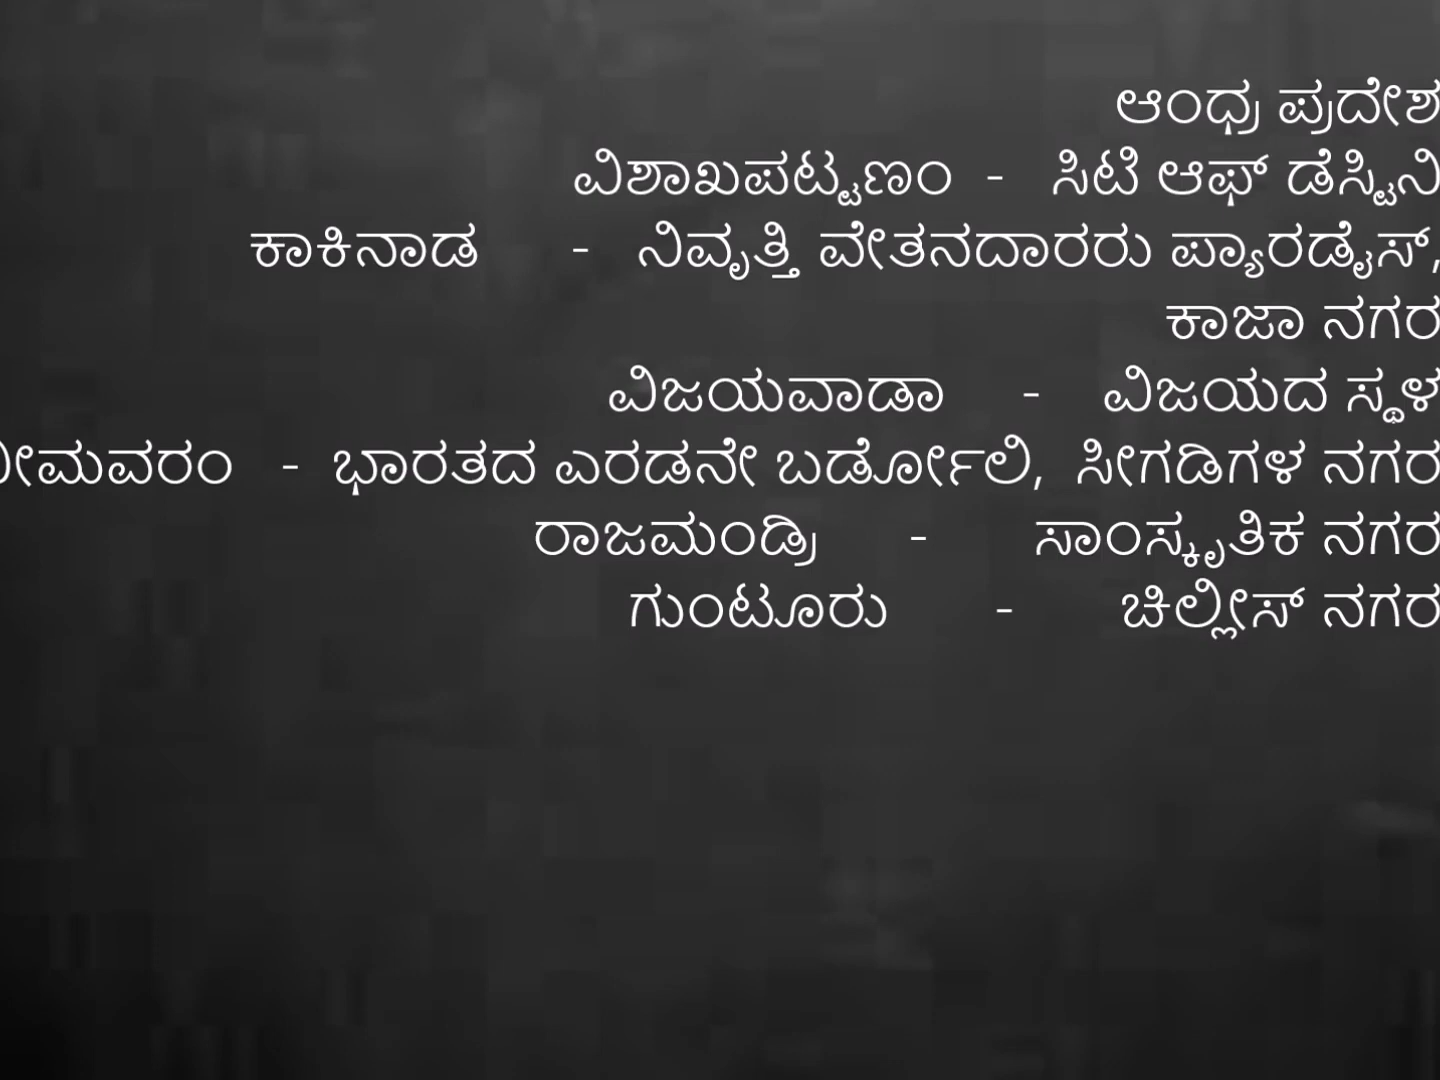 ಆಂಧ್ರ ಪ್ರದೇಶ
ವಿಶಾಖಪಟ್ಟಣಂ - ಸಿಟಿ ಆಫ್ ಡೆಸ್ಟಿನಿ
ಕಾಕಿನಾಡ - ನಿವೃತ್ತಿ ವೇತನದಾರರು ಪ್ಯಾರಡೈಸ್,
ಕಾಜಾ ನಗರ
ವಿಜಯವಾಡಾ - ವಿಜಯದ ಸ್ಥಳ
- ಭಾರತದ ಎರಡನೇ ಬರ್ಡೋಲಿ, ಸೀಗಡಿಗಳ ನಗರ
ರಾಜಮಂಡ್ರಿ - ಸಾಂಸ್ಕೃತಿಕ ನಗರ
ಗುಂಟೂರು - ಚಿಲ್ಲೀಸ್ ನಗರ